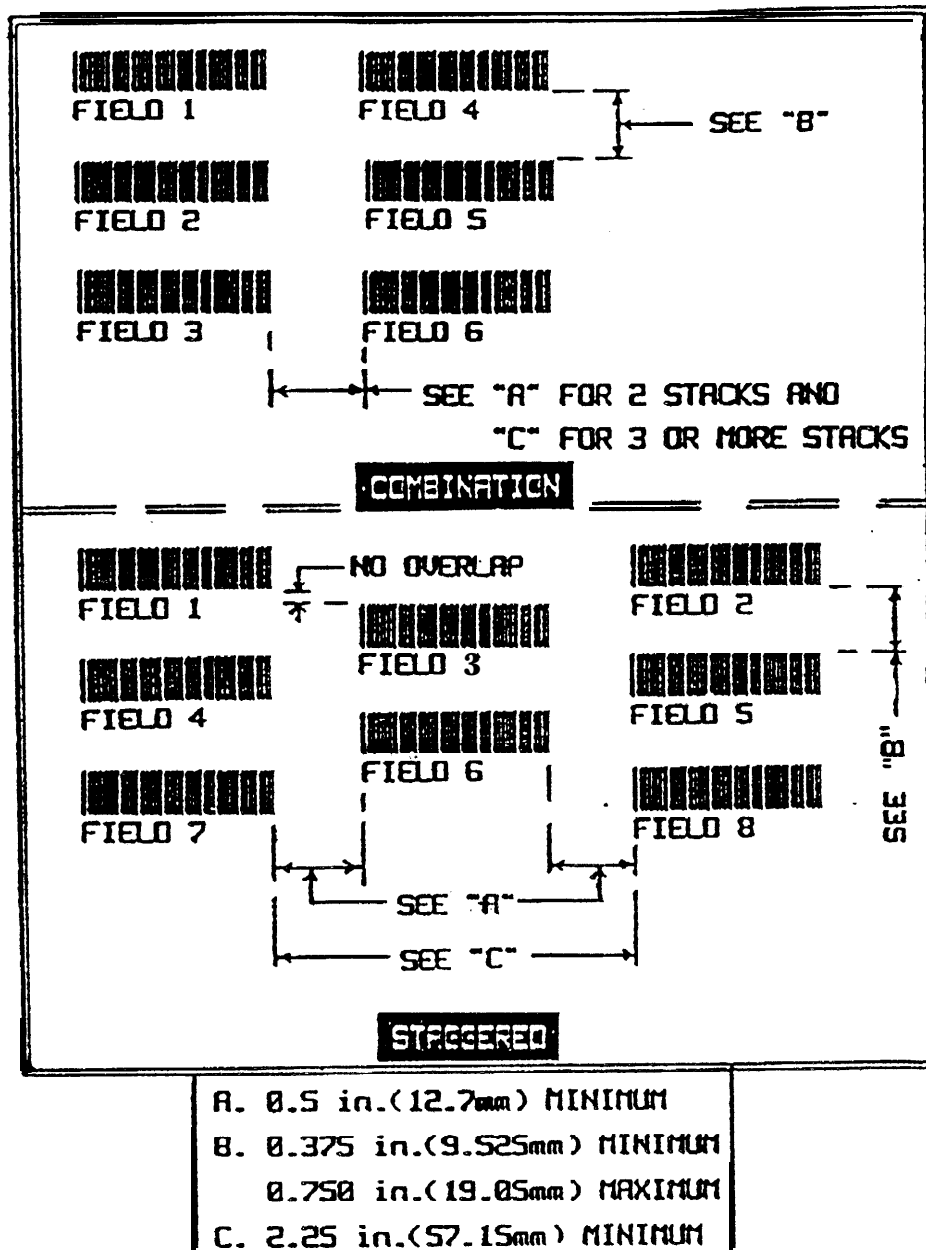 FIELD 1 FIELD 4
SEE "B"
FIELD 2 FIELD 5
FIELD 3 FIELD 6
SEE "A" FOR 2 STACKS AND
"C" FOR 3 OR MORE STACKS
COMBINATION
NO OVERLAP
FIELD 1 FIELD 2
FIELD 3
FIELD 4 FIELD 5
SEE "B"
FIELD 6
FIELD 7 FIELD 8
SEE "A"
SEE "C"
STAGGERED
A. 0.5 in.(12.7mm) MINIMUM
B. 0.375 in.(9.525mm) MINIMUM
0.750 in.(19.05mm) MAXIMUM
C. 2.25 in.(57.15mm) MINIMUM